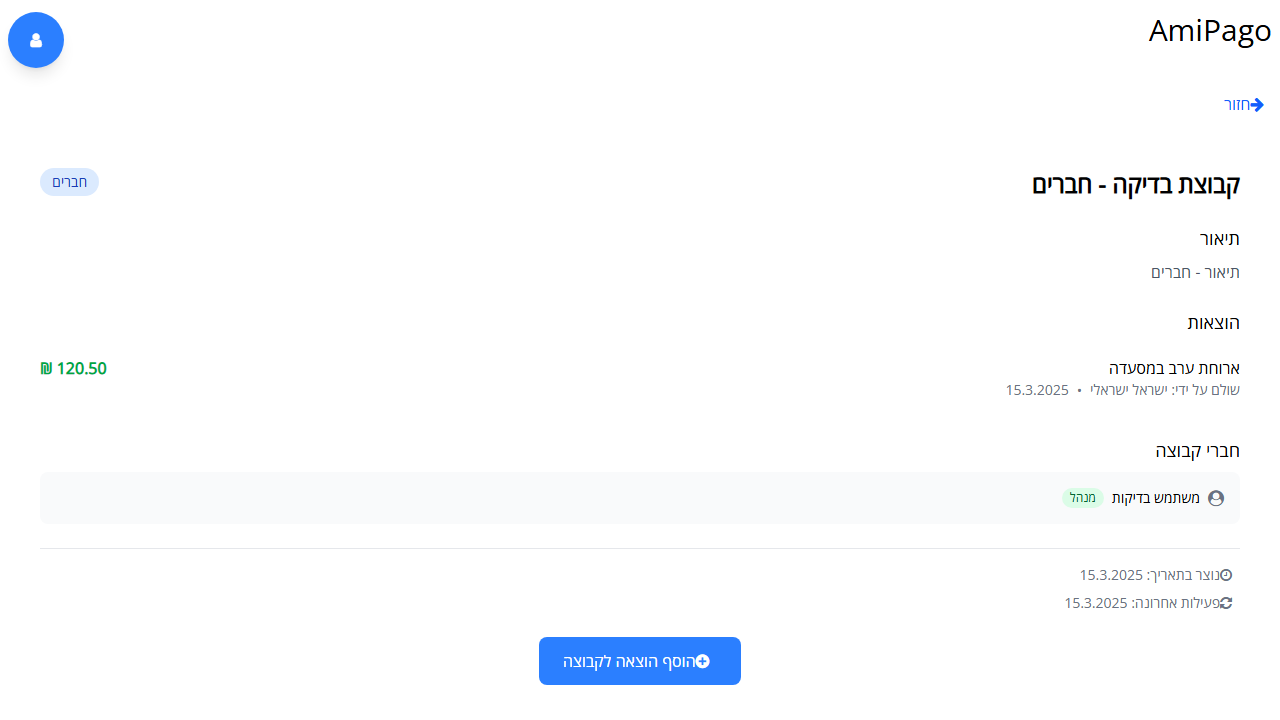 AmiPago
חזור
קבוצת בדיקה - חברים
חברים
תיאור
תיאור - חברים
הוצאות
ארוחת ערב במסעדה
120.50 ₪
שולם על ידי: ישראל ישראלי • 15.3.2025
חברי קבוצה
משתמש בדיקות מנהל
נוצר בתאריך: 15.3.2025
פעילות אחרונה: 15.3.2025
הוסף הוצאה לקבוצה